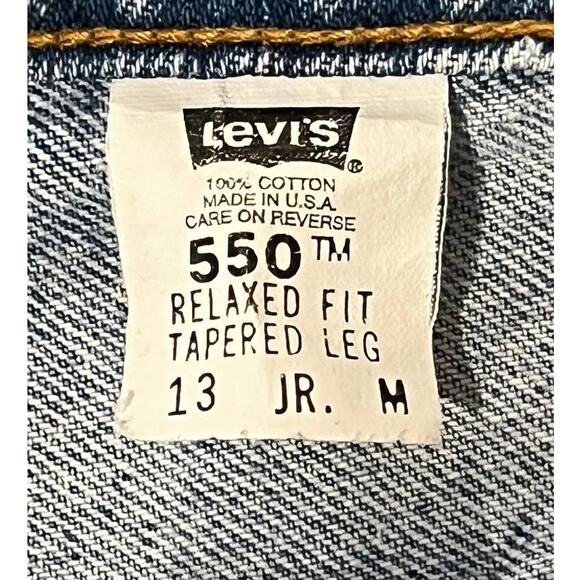 Levi's®
100% COTTON
MADE IN U.S.A.
CARE ON REVERSE
550™
RELAXED FIT
TAPERED LEG
13 JR. M